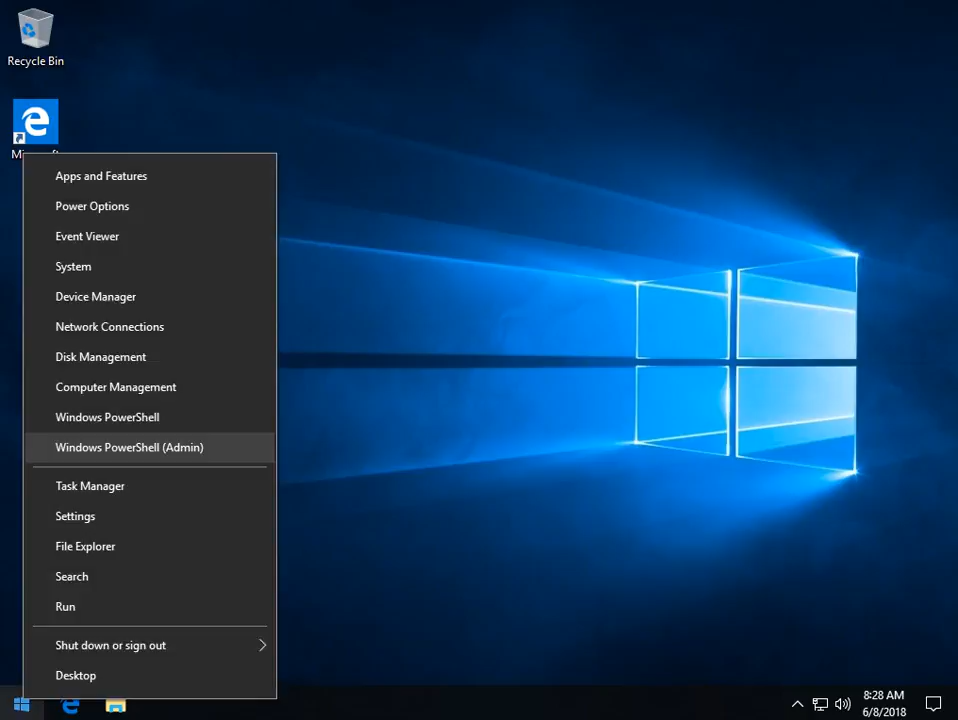 Recycle Bin
Apps and Features
Power Options
Event Viewer
System
Device Manager
Network Connections
Disk Management
Computer Management
Windows PowerShell
Windows PowerShell (Admin)
Task Manager
Settings
File Explorer
Search
Run
Shut down or sign out
Desktop
8:28 AM
6/8/2018